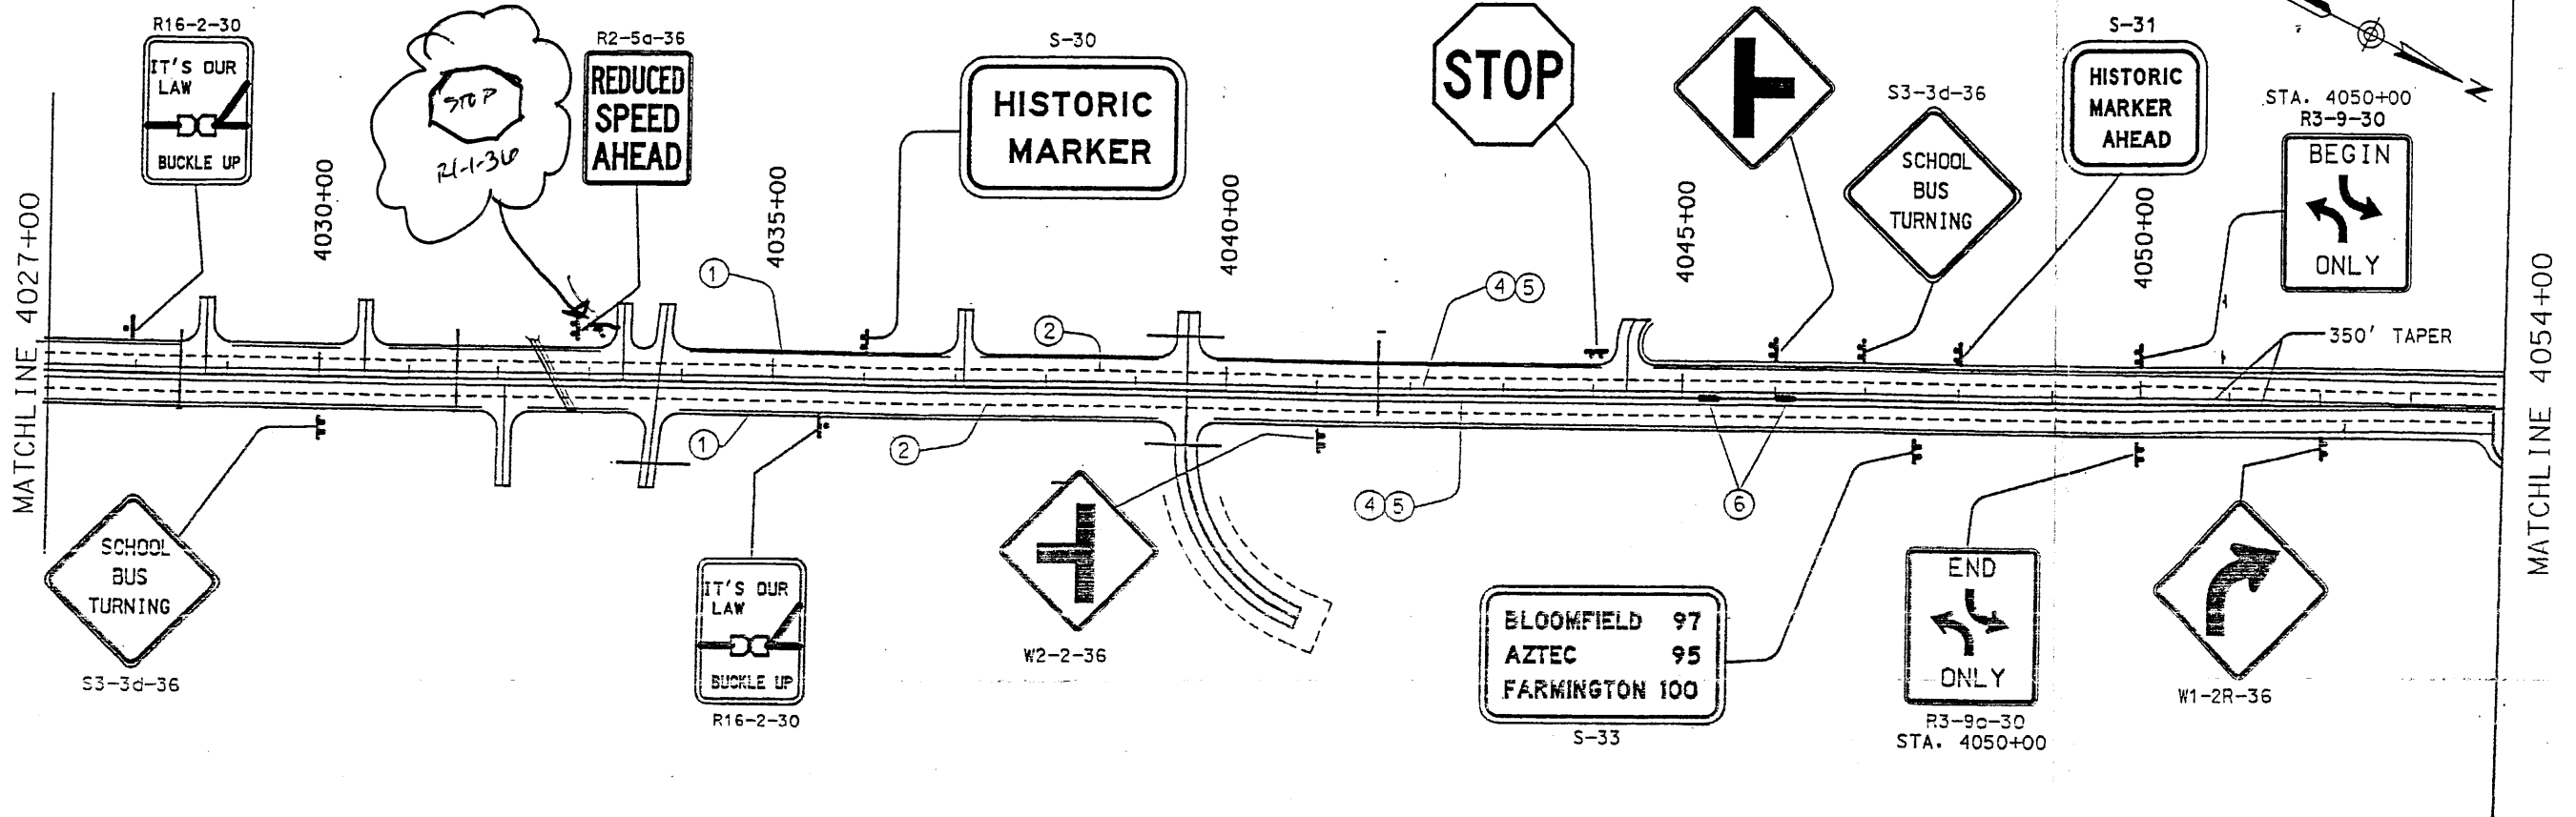 R16-2-30
IT'S OUR
LAW
BUCKLE UP
STOP
R1-1-36
R2-5a-36
REDUCED
SPEED
AHEAD
S-30
HISTORIC
MARKER
STOP
S3-3d-36
SCHOOL
BUS
TURNING
S-31
HISTORIC
MARKER
AHEAD
N
STA. 4050+00
R3-9-30
BEGIN
ONLY
MATCHLINE 4027+00
4030+00
4035+00
4040+00
4045+00
4050+00
MATCHLINE 4054+00
1
2
4 5
350' TAPER
1
2
4 5
6
SCHOOL
BUS
TURNING
S3-3d-36
IT'S OUR
LAW
BUCKLE UP
R16-2-30
W2-2-36
BLOOMFIELD 97
AZTEC 95
FARMINGTON 100
S-33
END
ONLY
R3-9a-30
STA. 4050+00
W1-2R-36